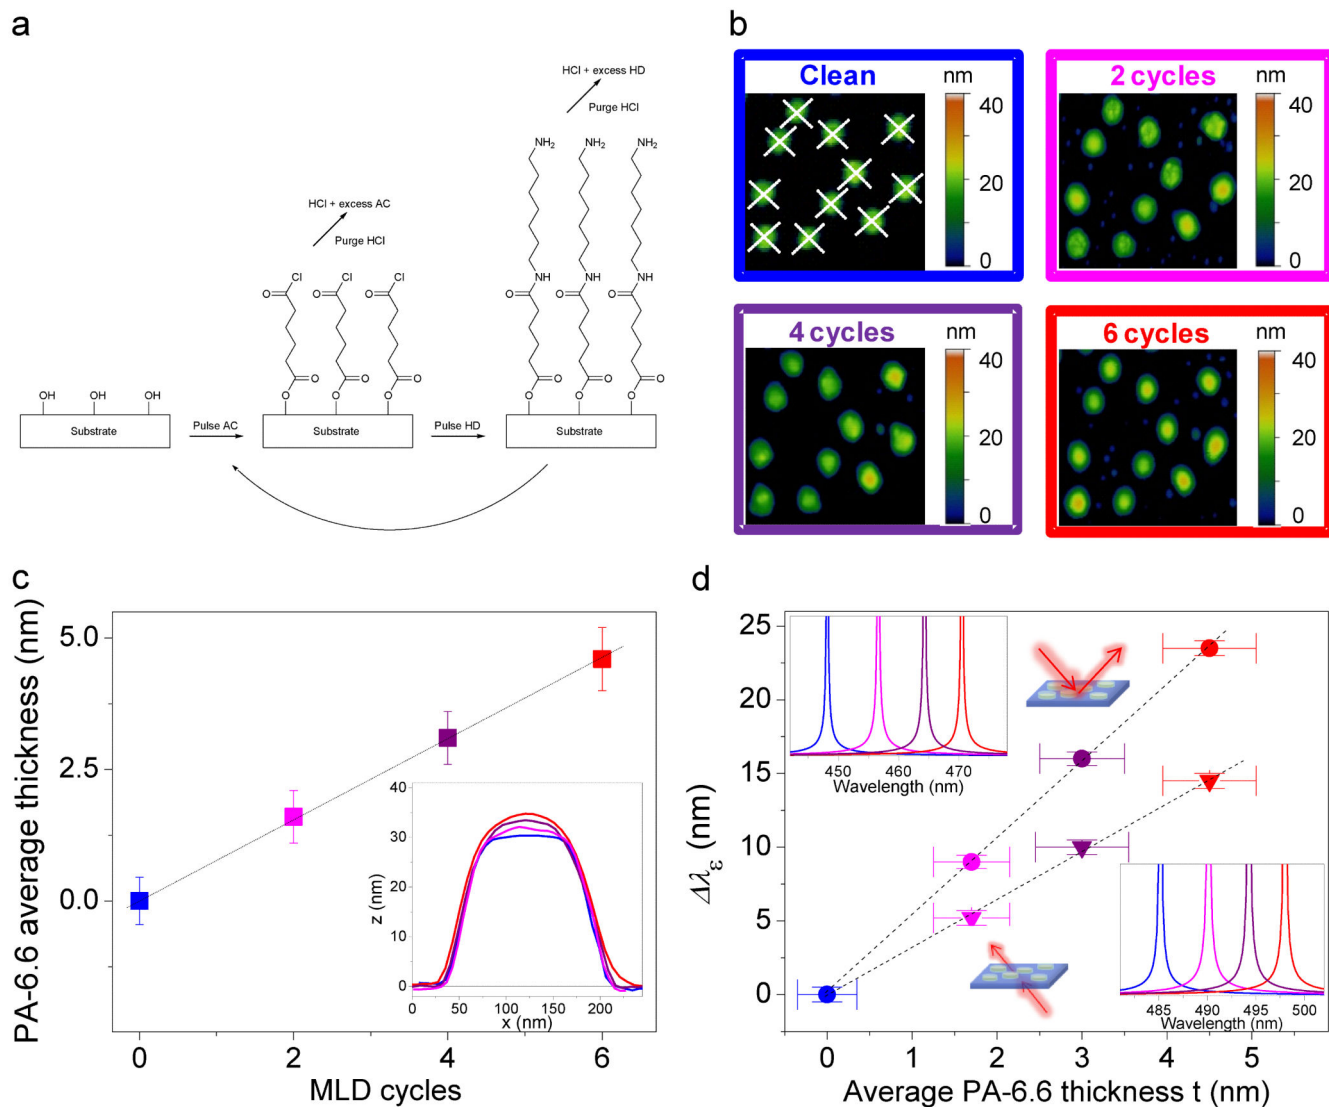 a
HCl + excess HD
Purge HCl
NH2 NH2 NH2
HCl + excess AC
Purge HCl
Cl Cl Cl
O O O
NH NH NH
O O O
O O O
O O O
O O O
O O O
OH OH OH
Substrate
Pulse AC
Substrate
Pulse HD
Substrate
b
Clean
nm
40
20
0
2 cycles
nm
40
20
0
4 cycles
nm
40
20
0
6 cycles
nm
40
20
0
c
PA-6.6 average thickness (nm)
5.0
2.5
0.0
0 2 4 6
MLD cycles
z (nm)
40
30
20
10
0
0 50 100 150 200
x (nm)
d
Δλε (nm)
25
20
15
10
5
0
0 1 2 3 4 5
Average PA-6.6 thickness t (nm)
450 460 470
Wavelength (nm)
485 490 495 500
Wavelength (nm)